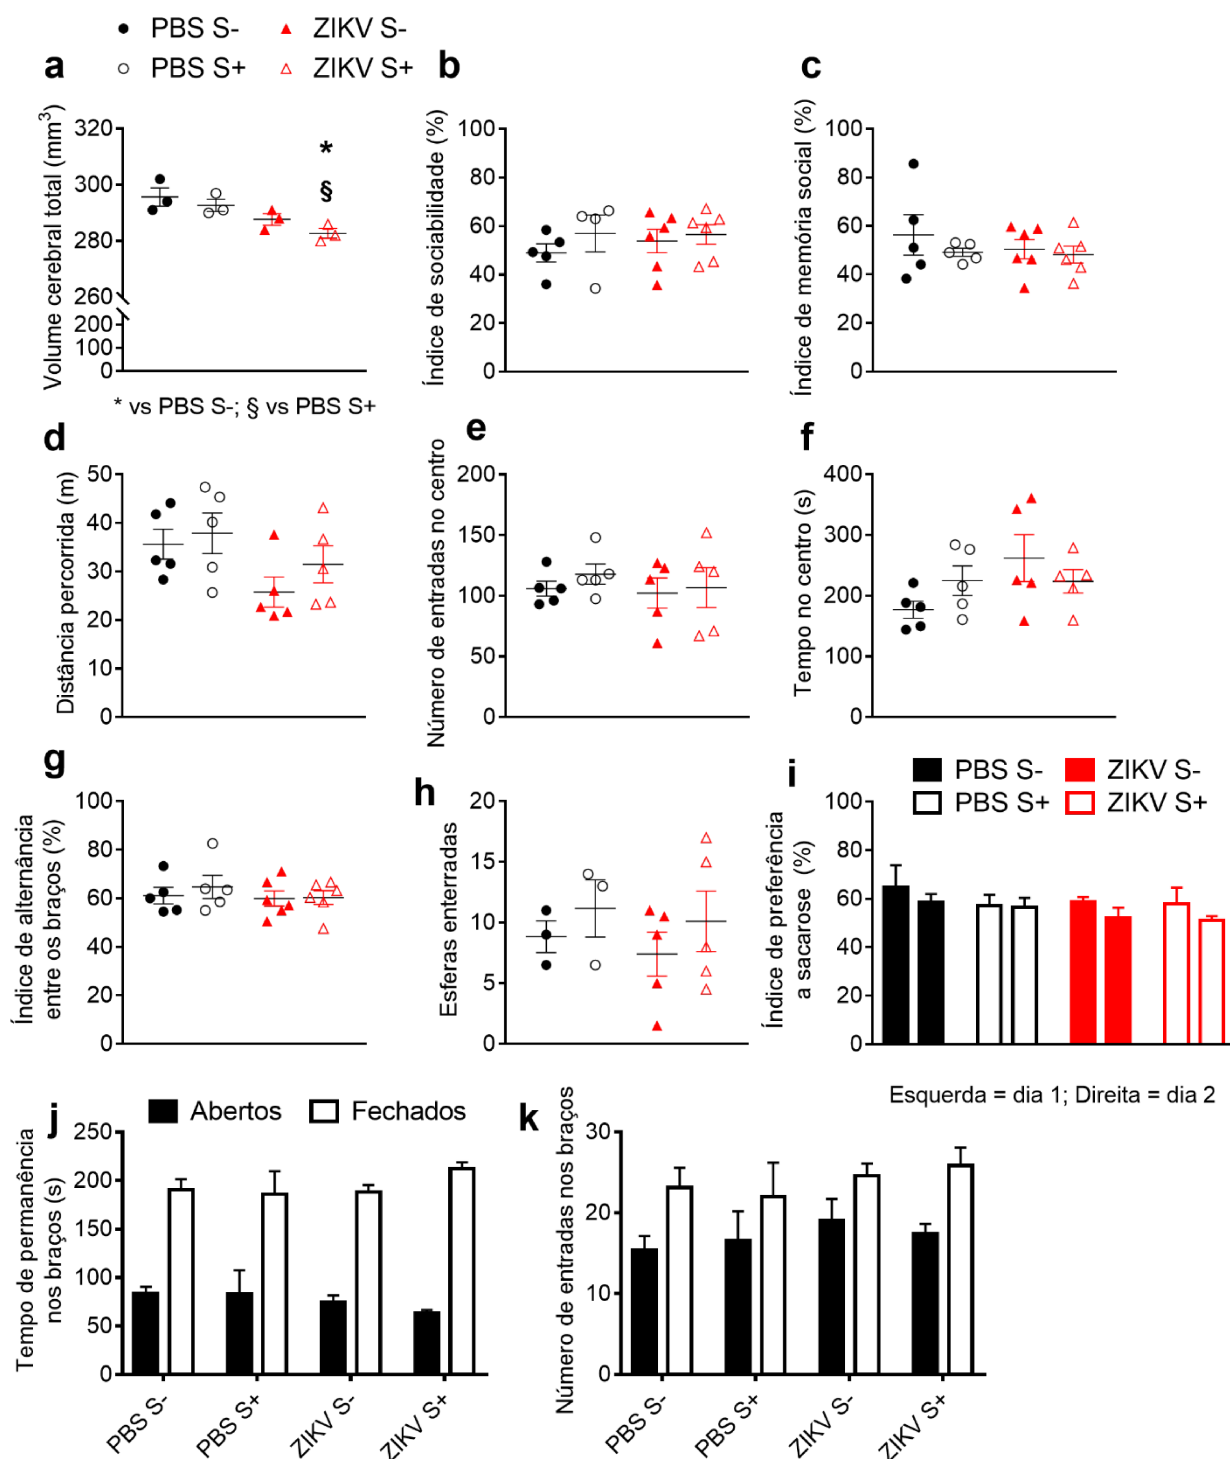 PBS S- ZIKV S-
PBS S+ ZIKV S+
a
Volume cerebral total (mm³)
320
300
280
260
200
100
0
*
§
* vs PBS S-; § vs PBS S+
b
Índice de sociabilidade (%)
100
80
60
40
20
0
c
Índice de memória social (%)
100
80
60
40
20
0
d
Distância percorrida (m)
50
40
30
20
10
0
e
Número de entradas no centro
200
150
100
50
0
f
Tempo no centro (s)
400
300
200
100
0
g
Índice de alternância
entre os braços (%)
100
80
60
40
20
0
h
Esferas enterradas
20
15
10
5
0
i
PBS S- ZIKV S-
PBS S+ ZIKV S+
Índice de preferência
a sacarose (%)
100
80
60
40
20
0
Esquerda = dia 1; Direita = dia 2
j
Abertos Fechados
Tempo de permanência
nos braços (s)
250
200
150
100
50
0
PBS S-
PBS S+
ZIKV S-
ZIKV S+
k
Número de entradas nos braços
30
20
10
0
PBS S-
PBS S+
ZIKV S-
ZIKV S+